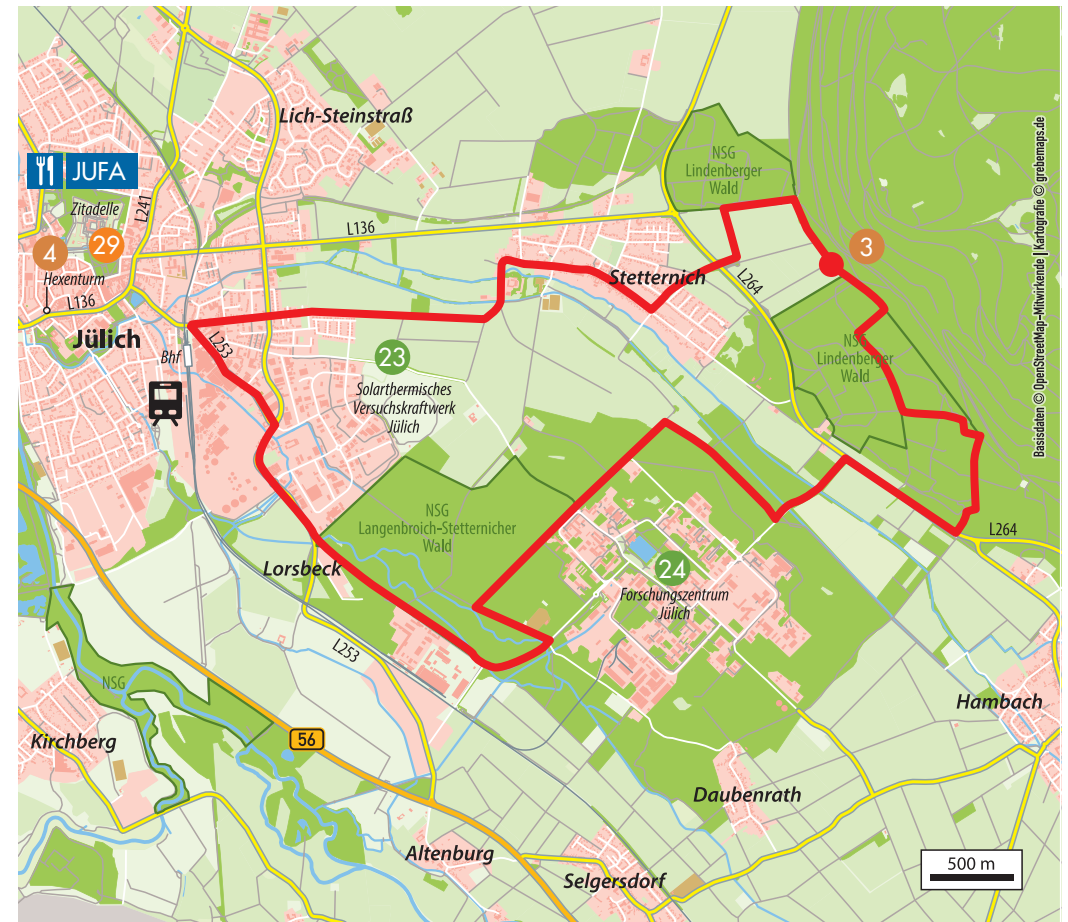 Lich-Steinstraß
JUFA
Zitadelle
L241
4
29
Hexenturm
L136
L136
Jülich
Bhf
L253
23
Solarthermisches
Versuchskraftwerk
Jülich
NSG
Lindenberger
Wald
Stetternich
L264
3
NSG
Lindenberger
Wald
NSG
Langenbroich-Stetternicher
Wald
Lorsbeck
24
Forschungszentrum
Jülich
L264
L253
NSG
Kirchberg
56
Hambach
Daubenrath
Altenburg
Selgersdorf
500 m
Basisdaten © OpenStreetMap-Mitwirkende | Kartografie © grebemaps.de